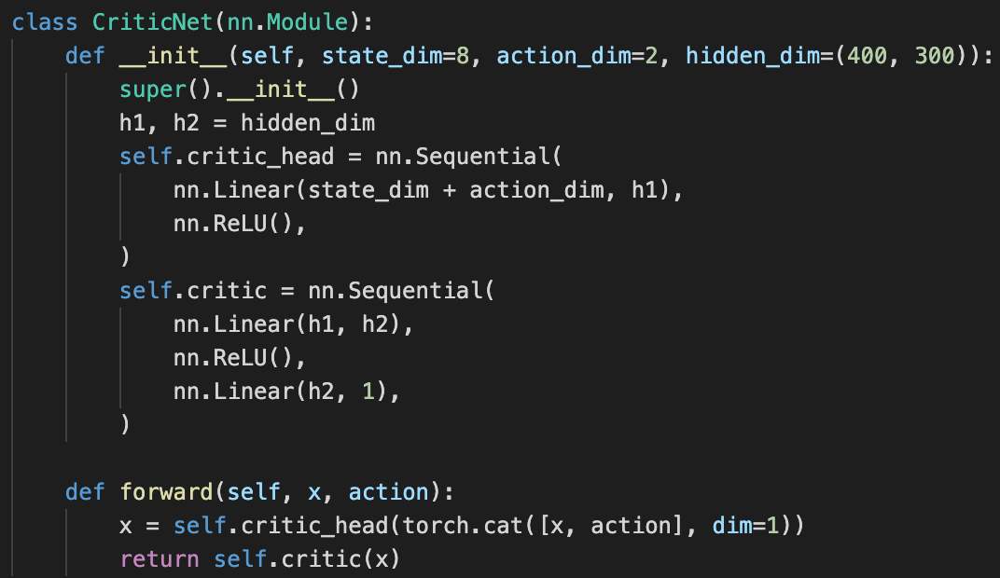 class CriticNet(nn.Module):
    def __init__(self, state_dim=8, action_dim=2, hidden_dim=(400, 300)):
        super().__init__()
        h1, h2 = hidden_dim
        self.critic_head = nn.Sequential(
            nn.Linear(state_dim + action_dim, h1),
            nn.ReLU(),
        )
        self.critic = nn.Sequential(
            nn.Linear(h1, h2),
            nn.ReLU(),
            nn.Linear(h2, 1),
        )

    def forward(self, x, action):
        x = self.critic_head(torch.cat([x, action], dim=1))
        return self.critic(x)